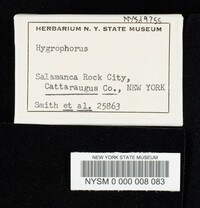 HERBARIUM N. Y. STATE MUSEUM
Hygrophorus
Salamanca Rock City,
Cattaraugus Co., NEW YORK
Smith et al. 25863
NEW YORK STATE MUSEUM
NYSM 0 000 008 083